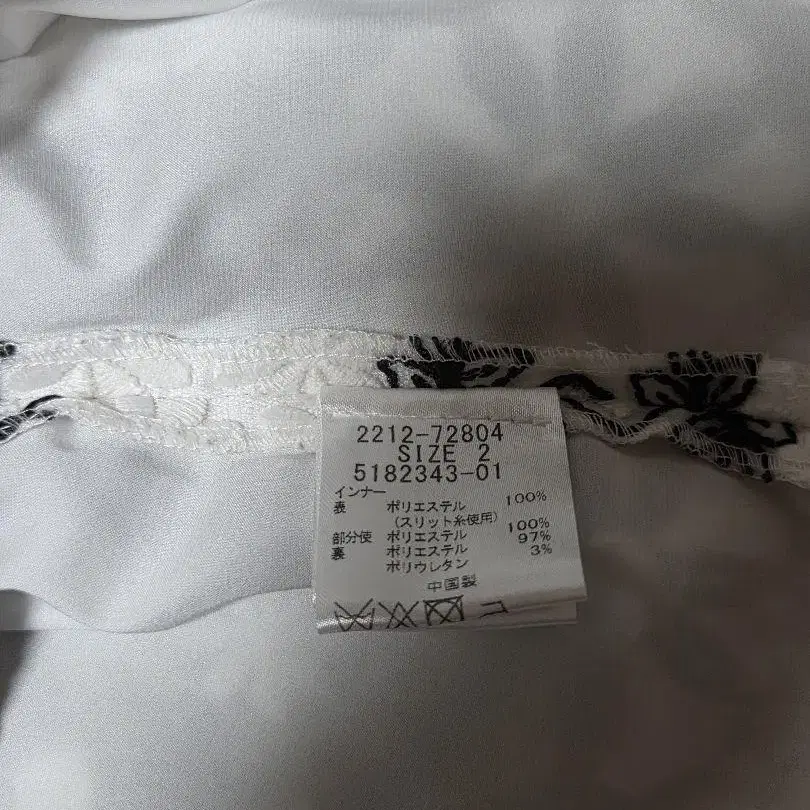 2212-72804
SIZE 2
5182343-01
インナー
表 ポリエステル 100%
(スリット糸使用)
部分使 ポリエステル 100%
裏 ポリエステル 97%
ポリウレタン 3%
中国製